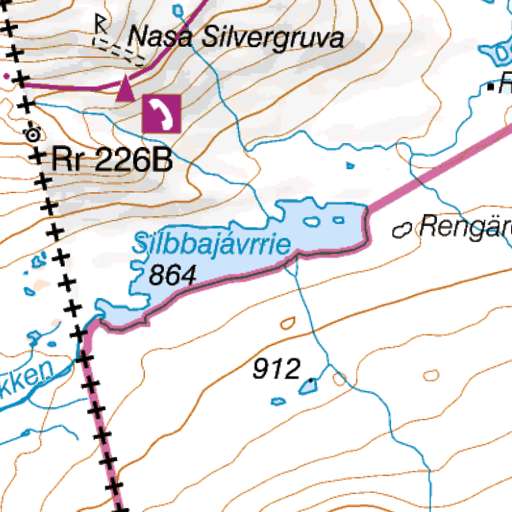 R
Nasa Silvergruva
R
Rr 226B
Rengär
Silbbajávrrie
864
kken
912